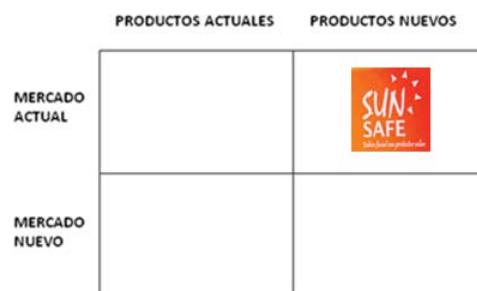 PRODUCTOS ACTUALES PRODUCTOS NUEVOS
MERCADO
ACTUAL
SUN
SAFE
MERCADO
NUEVO